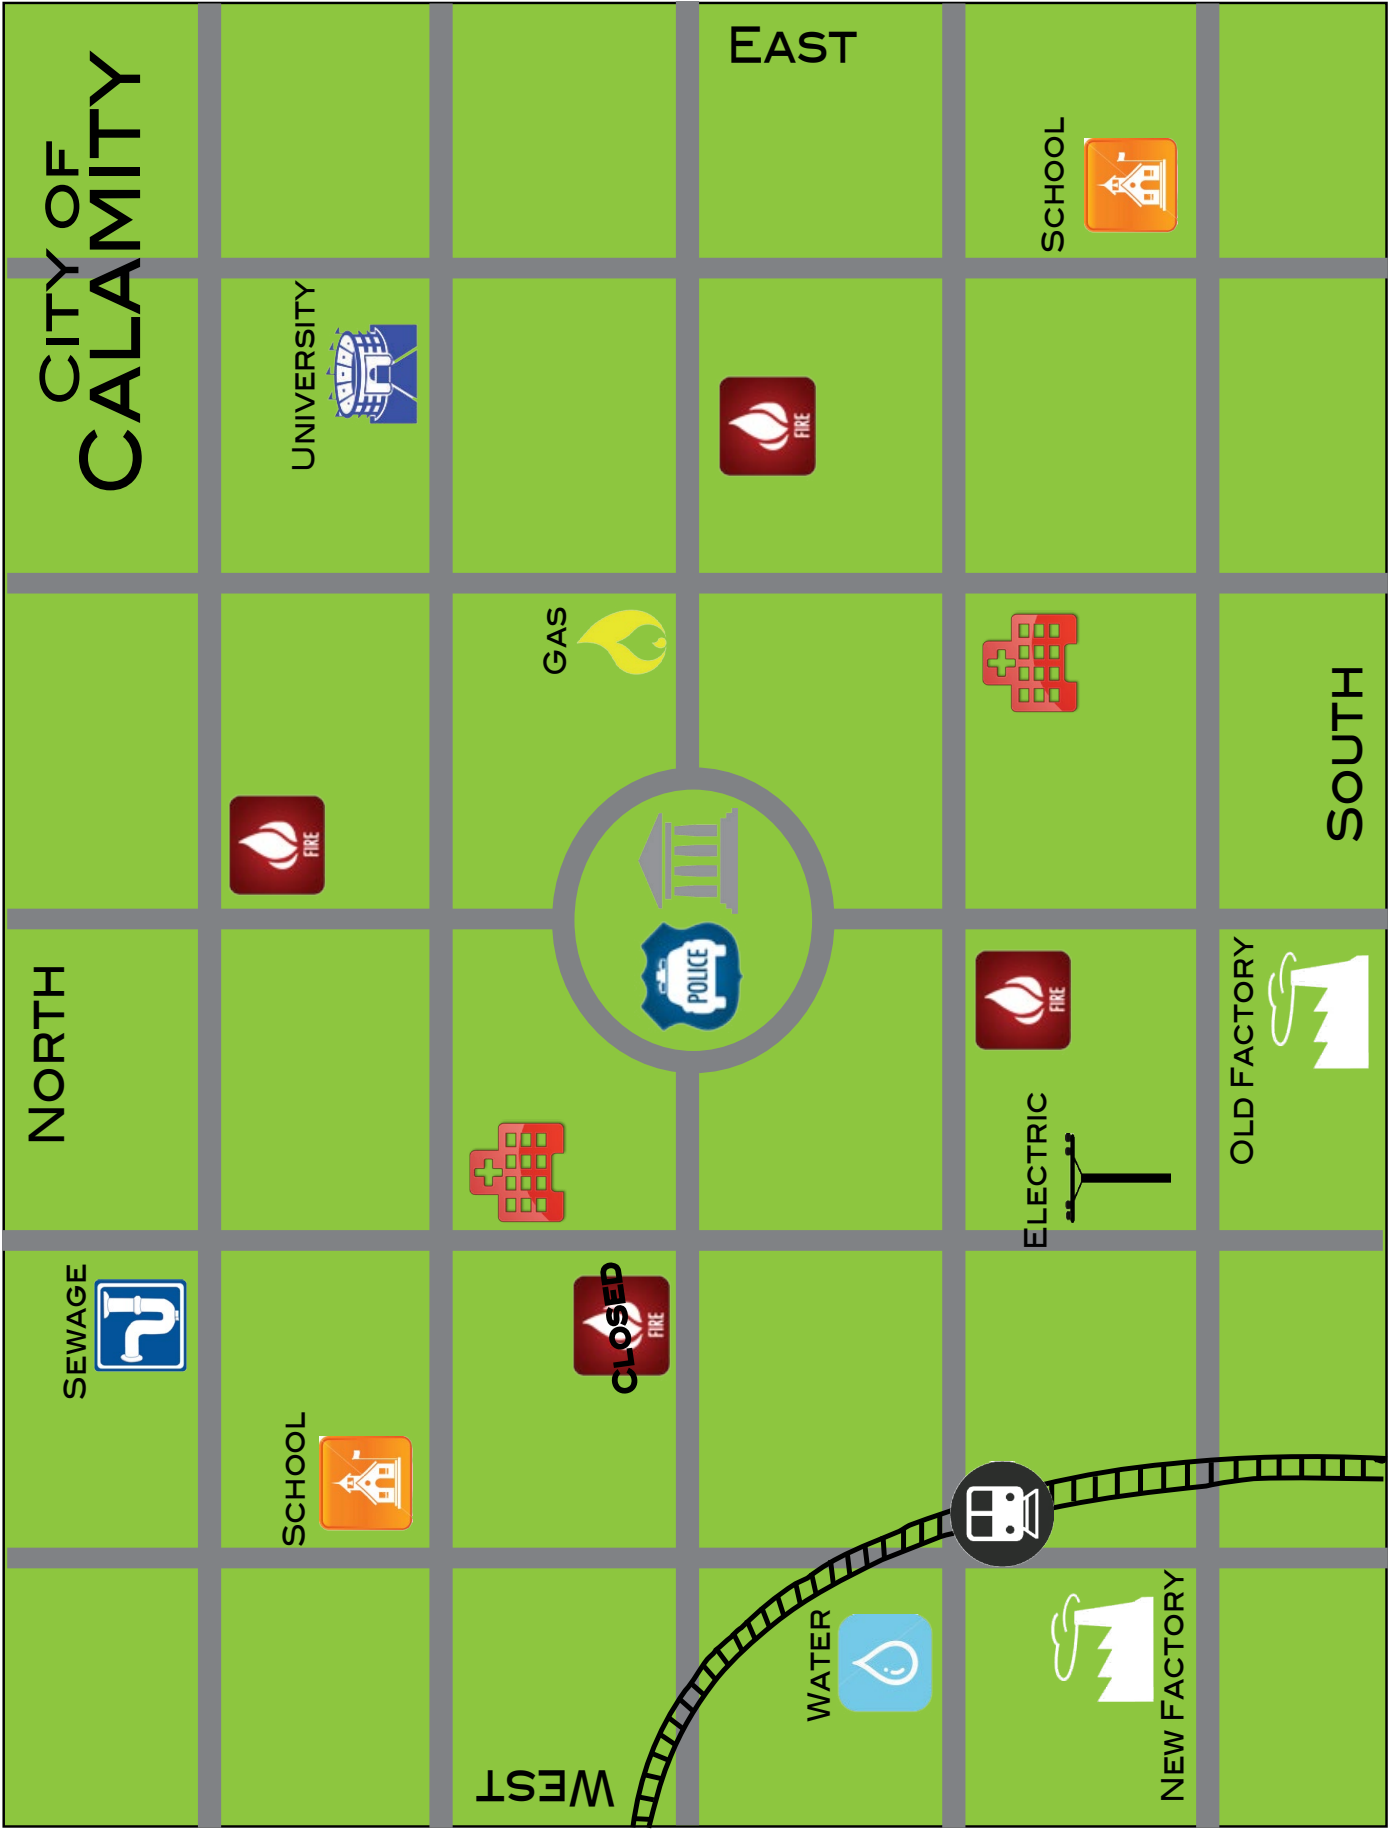 CITY OF
CALAMITY
NORTH
EAST
SOUTH
WEST
SEWAGE
SCHOOL
FIRE
UNIVERSITY
CLOSED
FIRE
GAS
POLICE
FIRE
WATER
ELECTRIC
FIRE
SCHOOL
NEW FACTORY
OLD FACTORY